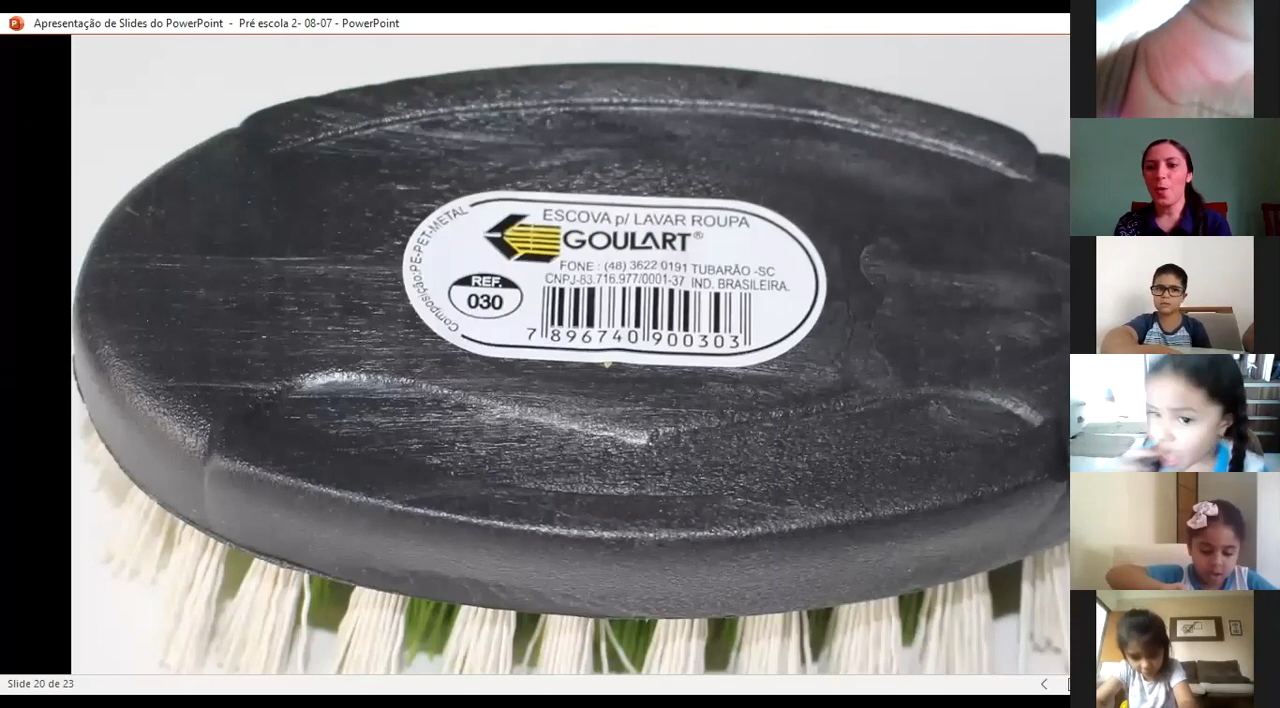 Apresentação de Slides do PowerPoint - Pré escola 2- 08-07 - PowerPoint
ESCOVA p/ LAVAR ROUPA
GOULART®
FONE : (48) 3622 0191 TUBARÃO -SC
CNPJ-83.716.977/0001-37 IND. BRASILEIRA.
Composição:PE-PET-METAL
REF.
030
7 896740 900303
Slide 20 de 23